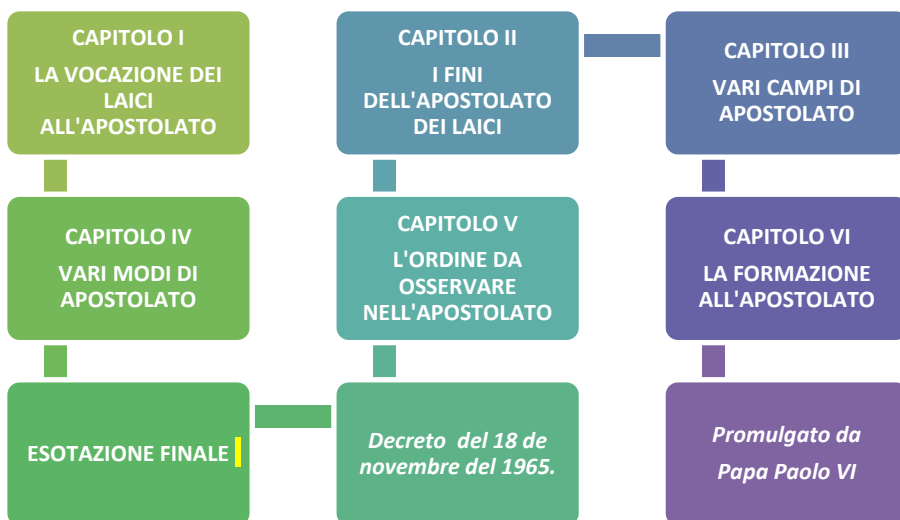 CAPITOLO I
LA VOCAZIONE DEI
LAICI
ALL'APOSTOLATO
CAPITOLO II
I FINI
DELL'APOSTOLATO
DEI LAICI
CAPITOLO III
VARI CAMPI DI
APOSTOLATO
CAPITOLO IV
VARI MODI DI
APOSTOLATO
CAPITOLO V
L'ORDINE DA
OSSERVARE
NELL'APOSTOLATO
CAPITOLO VI
LA FORMAZIONE
ALL'APOSTOLATO
ESOTAZIONE FINALE
Decreto del 18 de
novembre del 1965.
Promulgato da
Papa Paolo VI